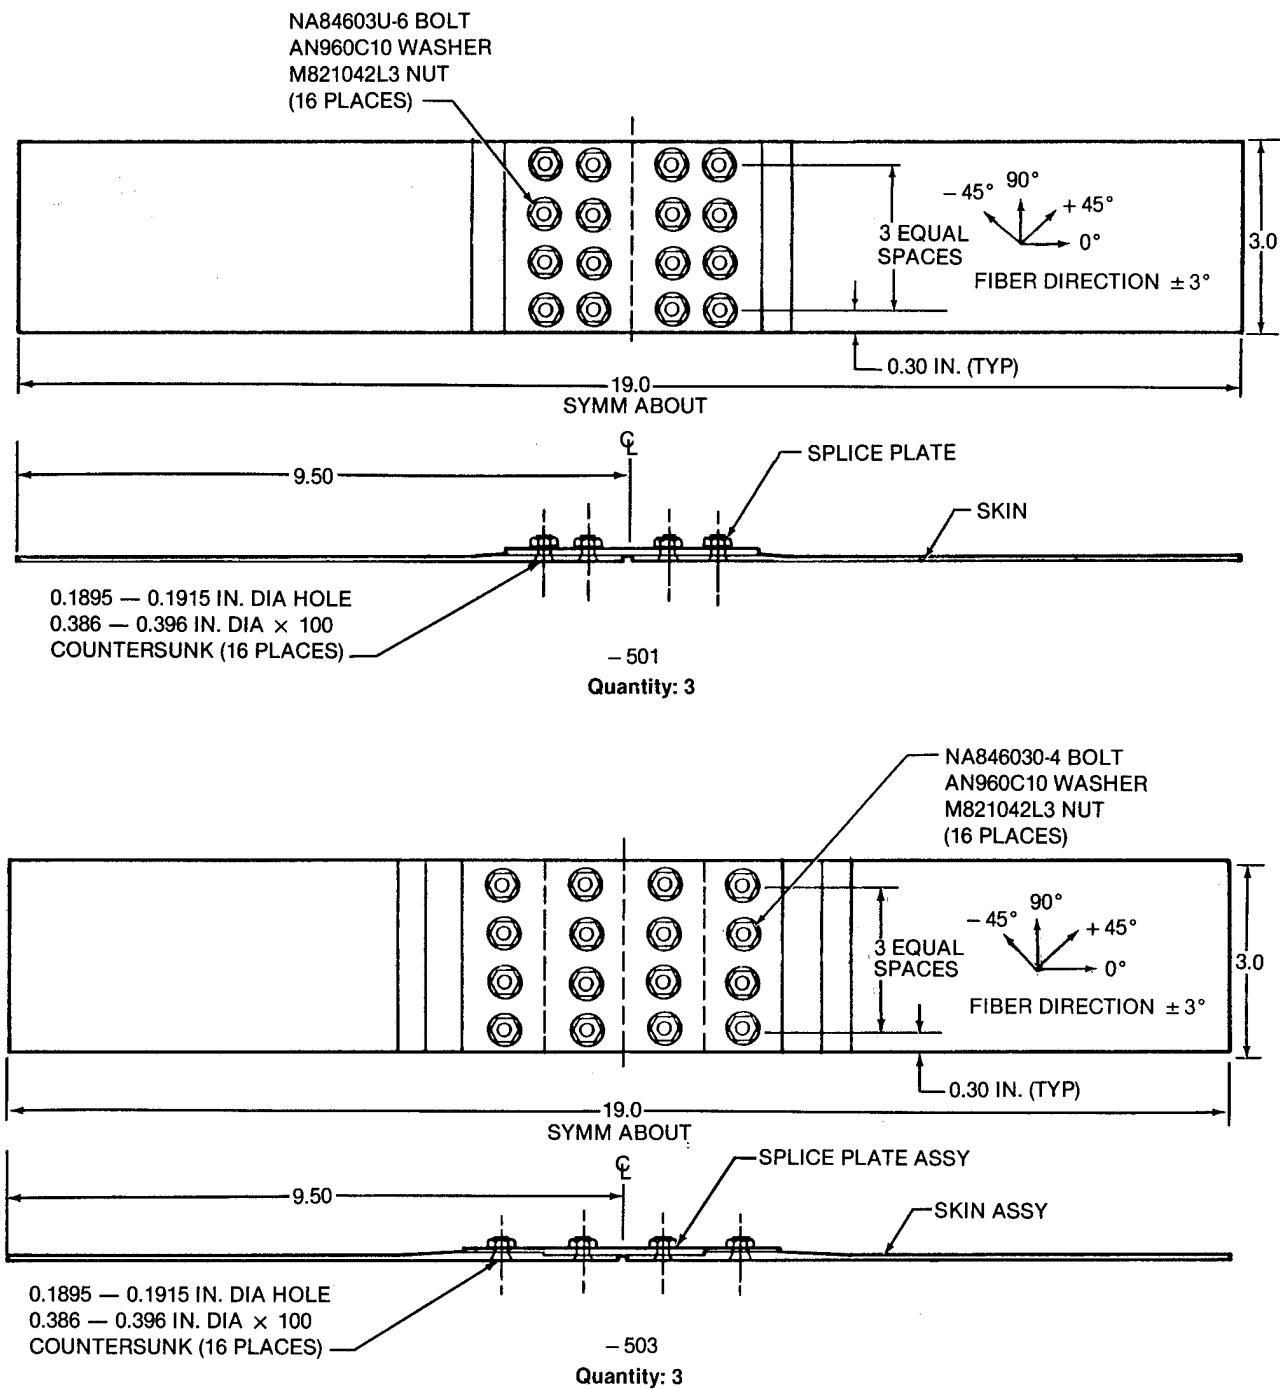 NA84603U-6 BOLT
AN960C10 WASHER
M821042L3 NUT
(16 PLACES)
- 45° 90° + 45°
0°
3 EQUAL
SPACES
FIBER DIRECTION ± 3°
3.0
0.30 IN. (TYP)
19.0
SYMM ABOUT
℄
9.50
SPLICE PLATE
SKIN
0.1895 — 0.1915 IN. DIA HOLE
0.386 — 0.396 IN. DIA × 100
COUNTERSUNK (16 PLACES)
– 501
Quantity: 3
NA846030-4 BOLT
AN960C10 WASHER
M821042L3 NUT
(16 PLACES)
- 45° 90° + 45°
0°
3 EQUAL
SPACES
FIBER DIRECTION ± 3°
3.0
0.30 IN. (TYP)
19.0
SYMM ABOUT
℄
9.50
SPLICE PLATE ASSY
SKIN ASSY
0.1895 — 0.1915 IN. DIA HOLE
0.386 — 0.396 IN. DIA × 100
COUNTERSUNK (16 PLACES)
– 503
Quantity: 3